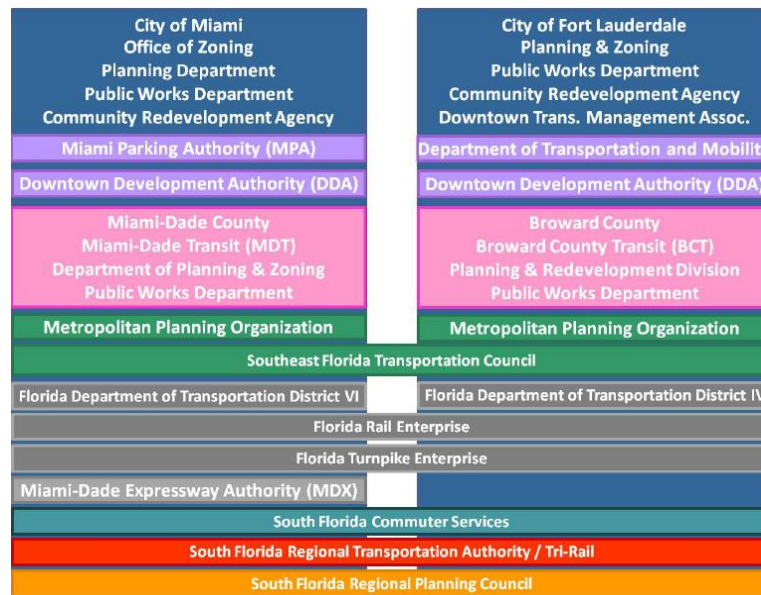 City of Miami
Office of Zoning
Planning Department
Public Works Department
Community Redevelopment Agency
Miami Parking Authority (MPA)
Downtown Development Authority (DDA)
Miami-Dade County
Miami-Dade Transit (MDT)
Department of Planning & Zoning
Public Works Department
Metropolitan Planning Organization
City of Fort Lauderdale
Planning & Zoning
Public Works Department
Community Redevelopment Agency
Downtown Trans. Management Assoc.
Department of Transportation and Mobilit
Downtown Development Authority (DDA)
Broward County
Broward County Transit (BCT)
Planning & Redevelopment Division
Public Works Department
Metropolitan Planning Organization
Southeast Florida Transportation Council
Florida Department of Transportation District VI
Florida Department of Transportation District IV
Florida Rail Enterprise
Florida Turnpike Enterprise
Miami-Dade Expressway Authority (MDX)
South Florida Commuter Services
South Florida Regional Transportation Authority / Tri-Rail
South Florida Regional Planning Council